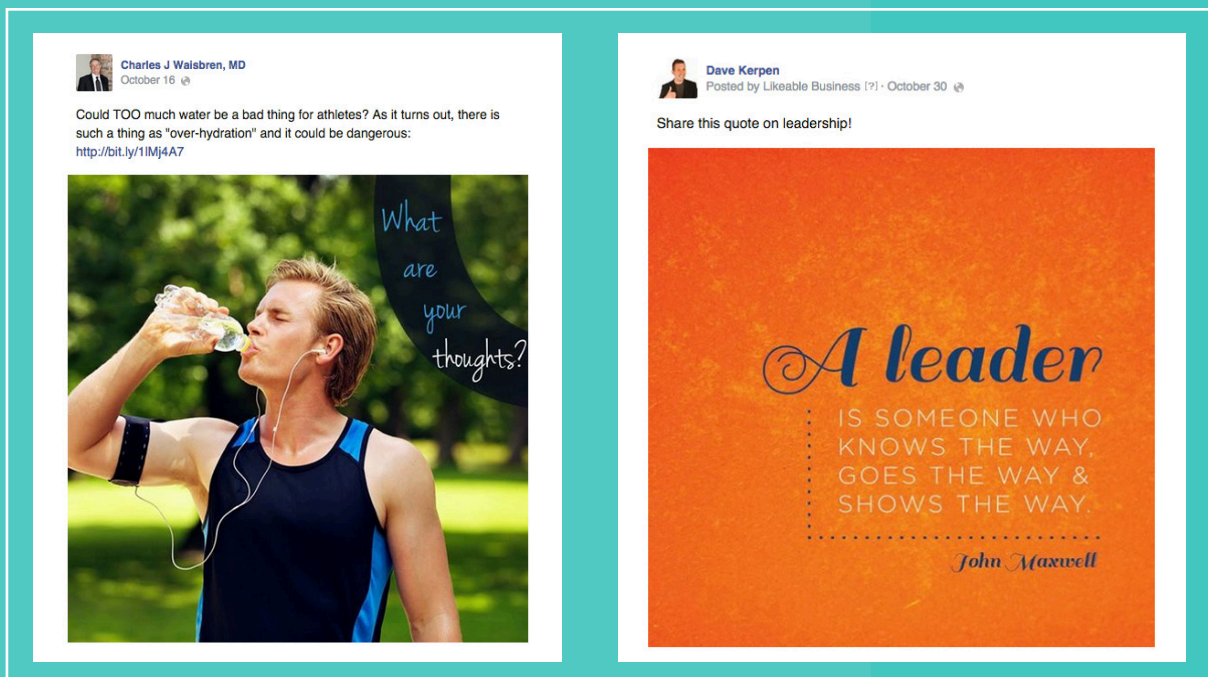 Charles J Waisbren, MD
October 16
Could TOO much water be a bad thing for athletes? As it turns out, there is
such a thing as "over-hydration" and it could be dangerous:
http://bit.ly/1lMj4A7
What
are
your
thoughts?
Dave Kerpen
Posted by Likeable Business [?] · October 30
Share this quote on leadership!
A leader
IS SOMEONE WHO
KNOWS THE WAY,
GOES THE WAY &
SHOWS THE WAY.
John Maxwell